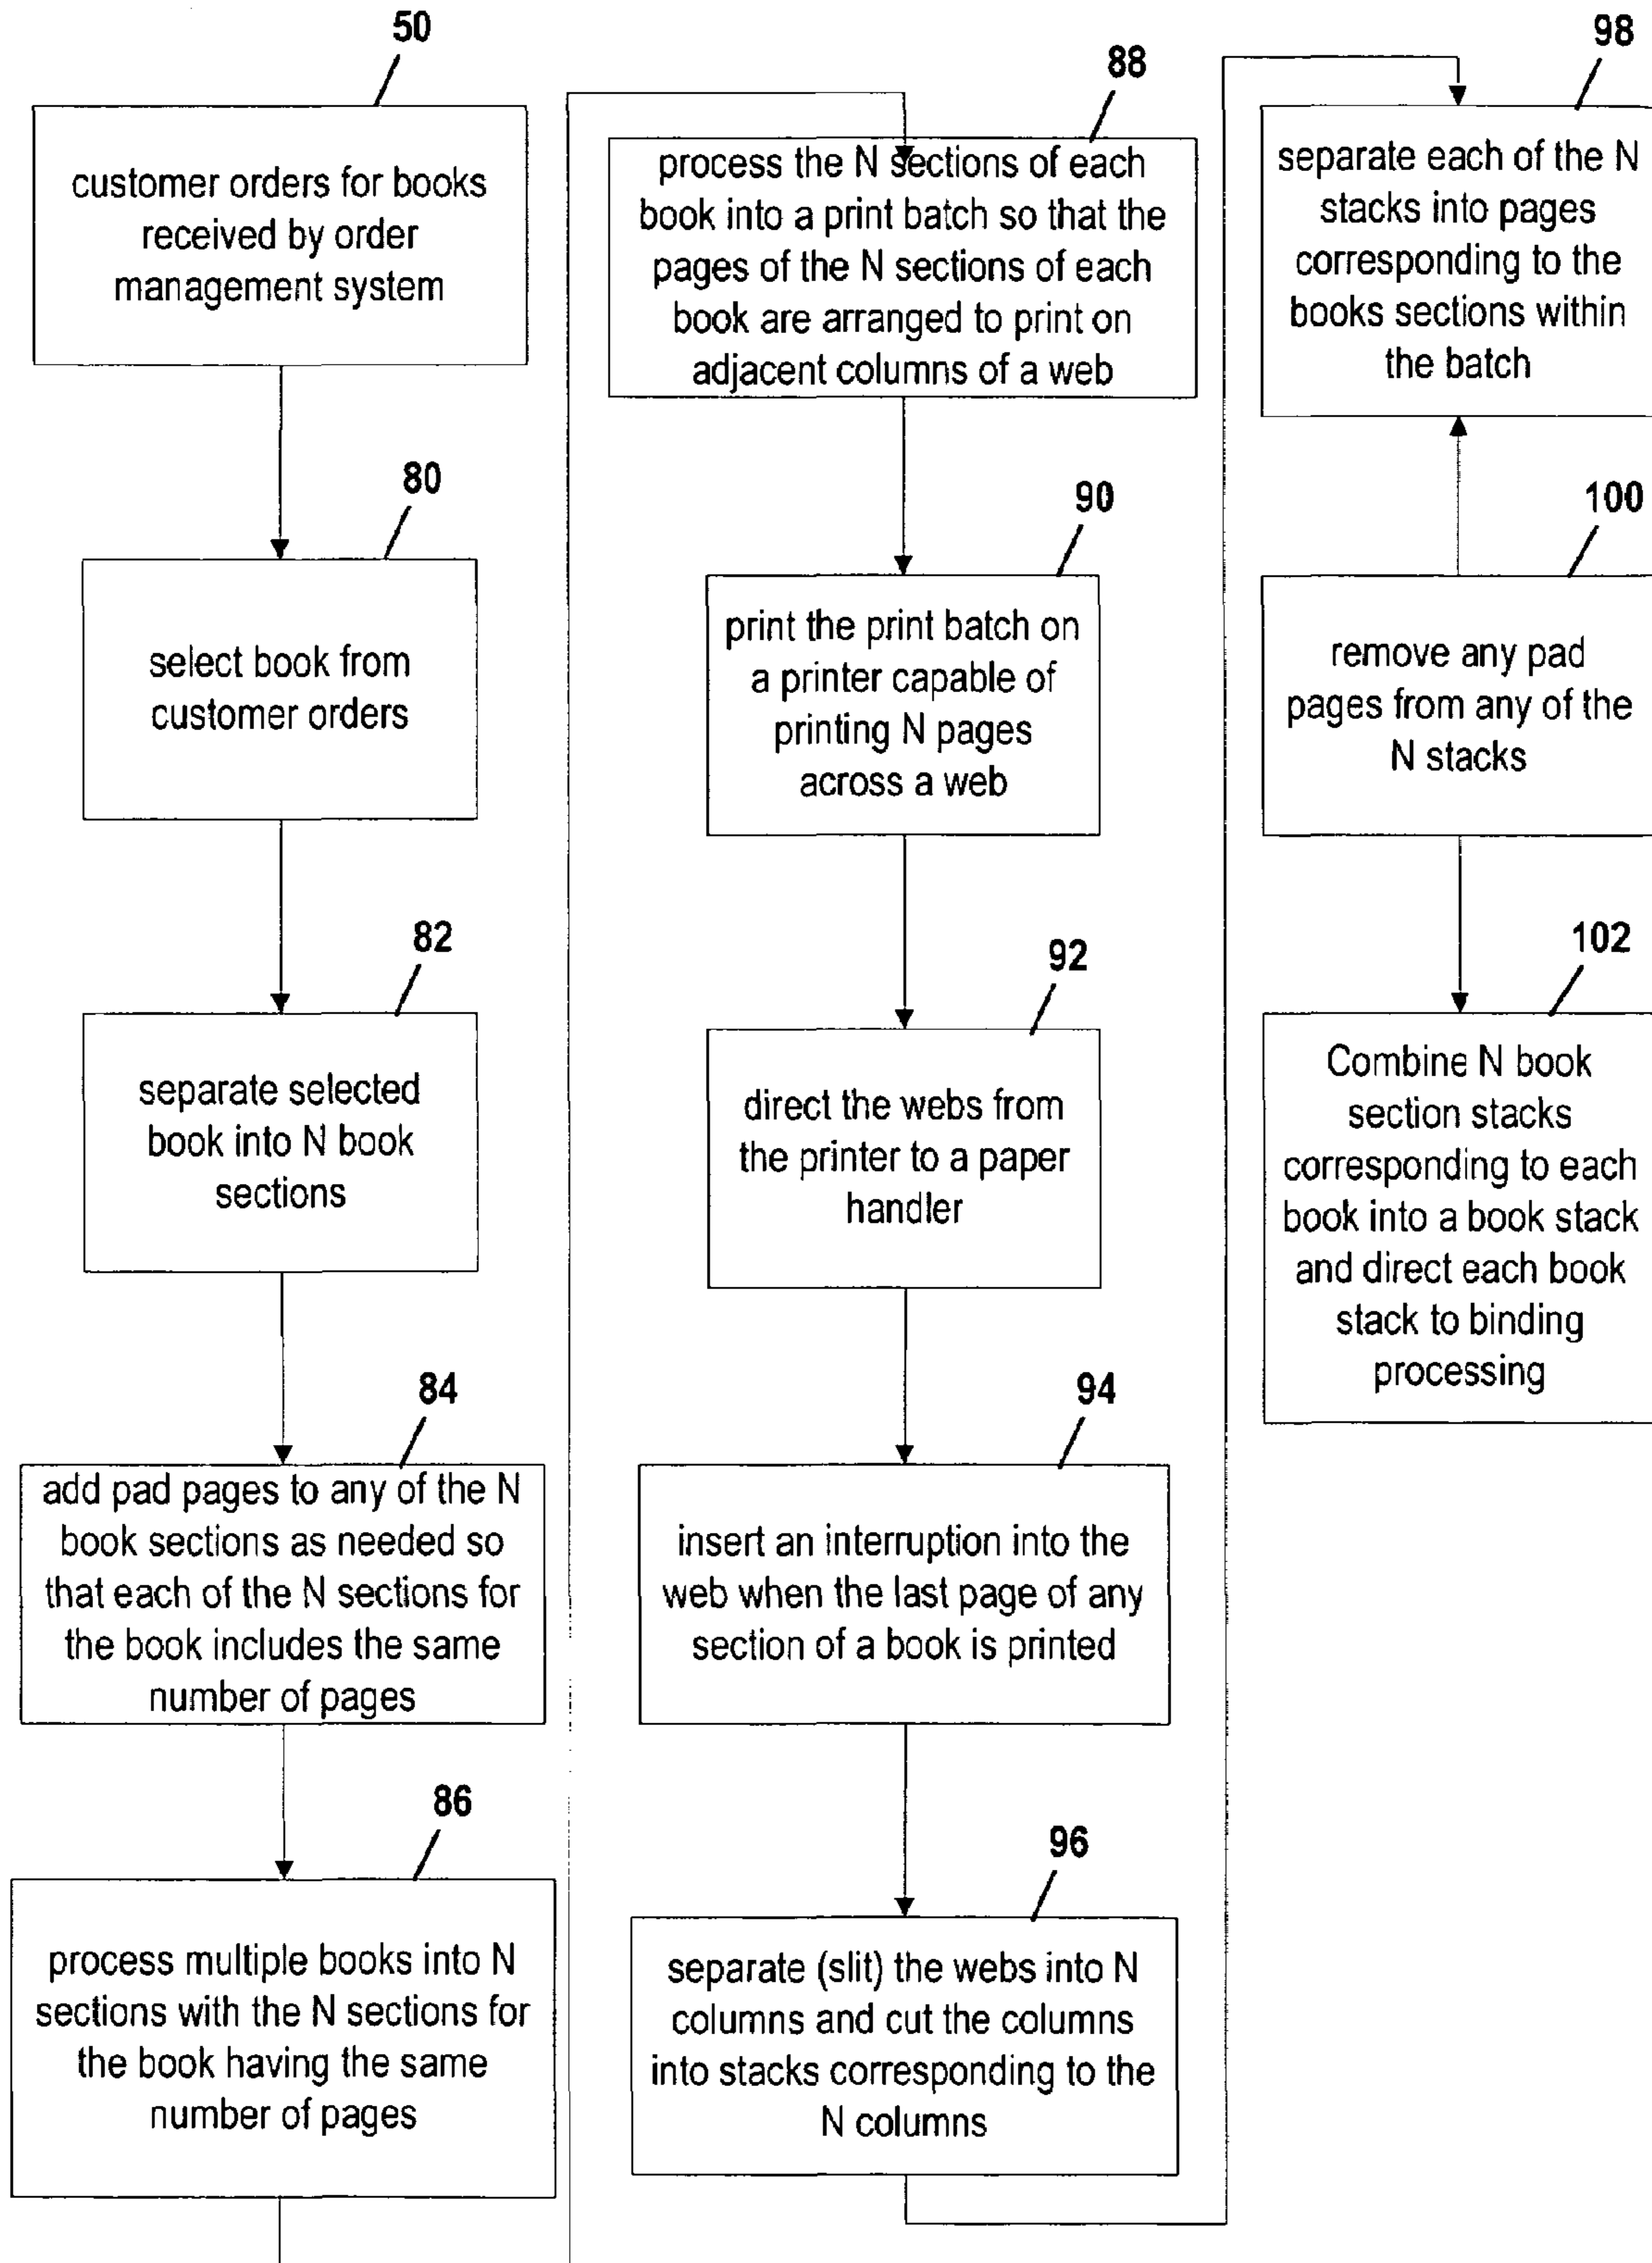 50
customer orders for books
received by order
management system
80
select book from
customer orders
82
separate selected
book into N book
sections
84
add pad pages to any of the N
book sections as needed so
that each of the N sections for
the book includes the same
number of pages
86
process multiple books into N
sections with the N sections for
the book having the same
number of pages
88
process the N sections of each
book into a print batch so that the
pages of the N sections of each
book are arranged to print on
adjacent columns of a web
90
print the print batch on
a printer capable of
printing N pages
across a web
92
direct the webs from
the printer to a paper
handler
94
insert an interruption into the
web when the last page of any
section of a book is printed
96
separate (slit) the webs into N
columns and cut the columns
into stacks corresponding to the
N columns
98
separate each of the N
stacks into pages
corresponding to the
books sections within
the batch
100
remove any pad
pages from any of the
N stacks
102
Combine N book
section stacks
corresponding to each
book into a book stack
and direct each book
stack to binding
processing